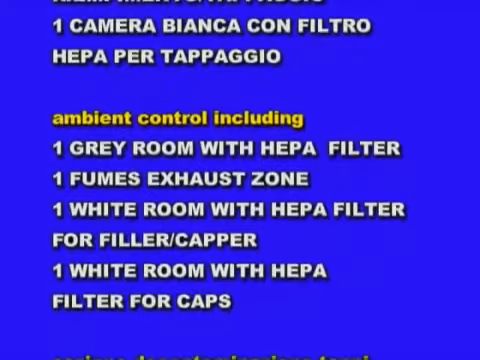 1 CAMERA BIANCA CON FILTRO
HEPA PER TAPPAGGIO
ambient control including
1 GREY ROOM WITH HEPA FILTER
1 FUMES EXHAUST ZONE
1 WHITE ROOM WITH HEPA FILTER
FOR FILLER/CAPPER
1 WHITE ROOM WITH HEPA
FILTER FOR CAPS